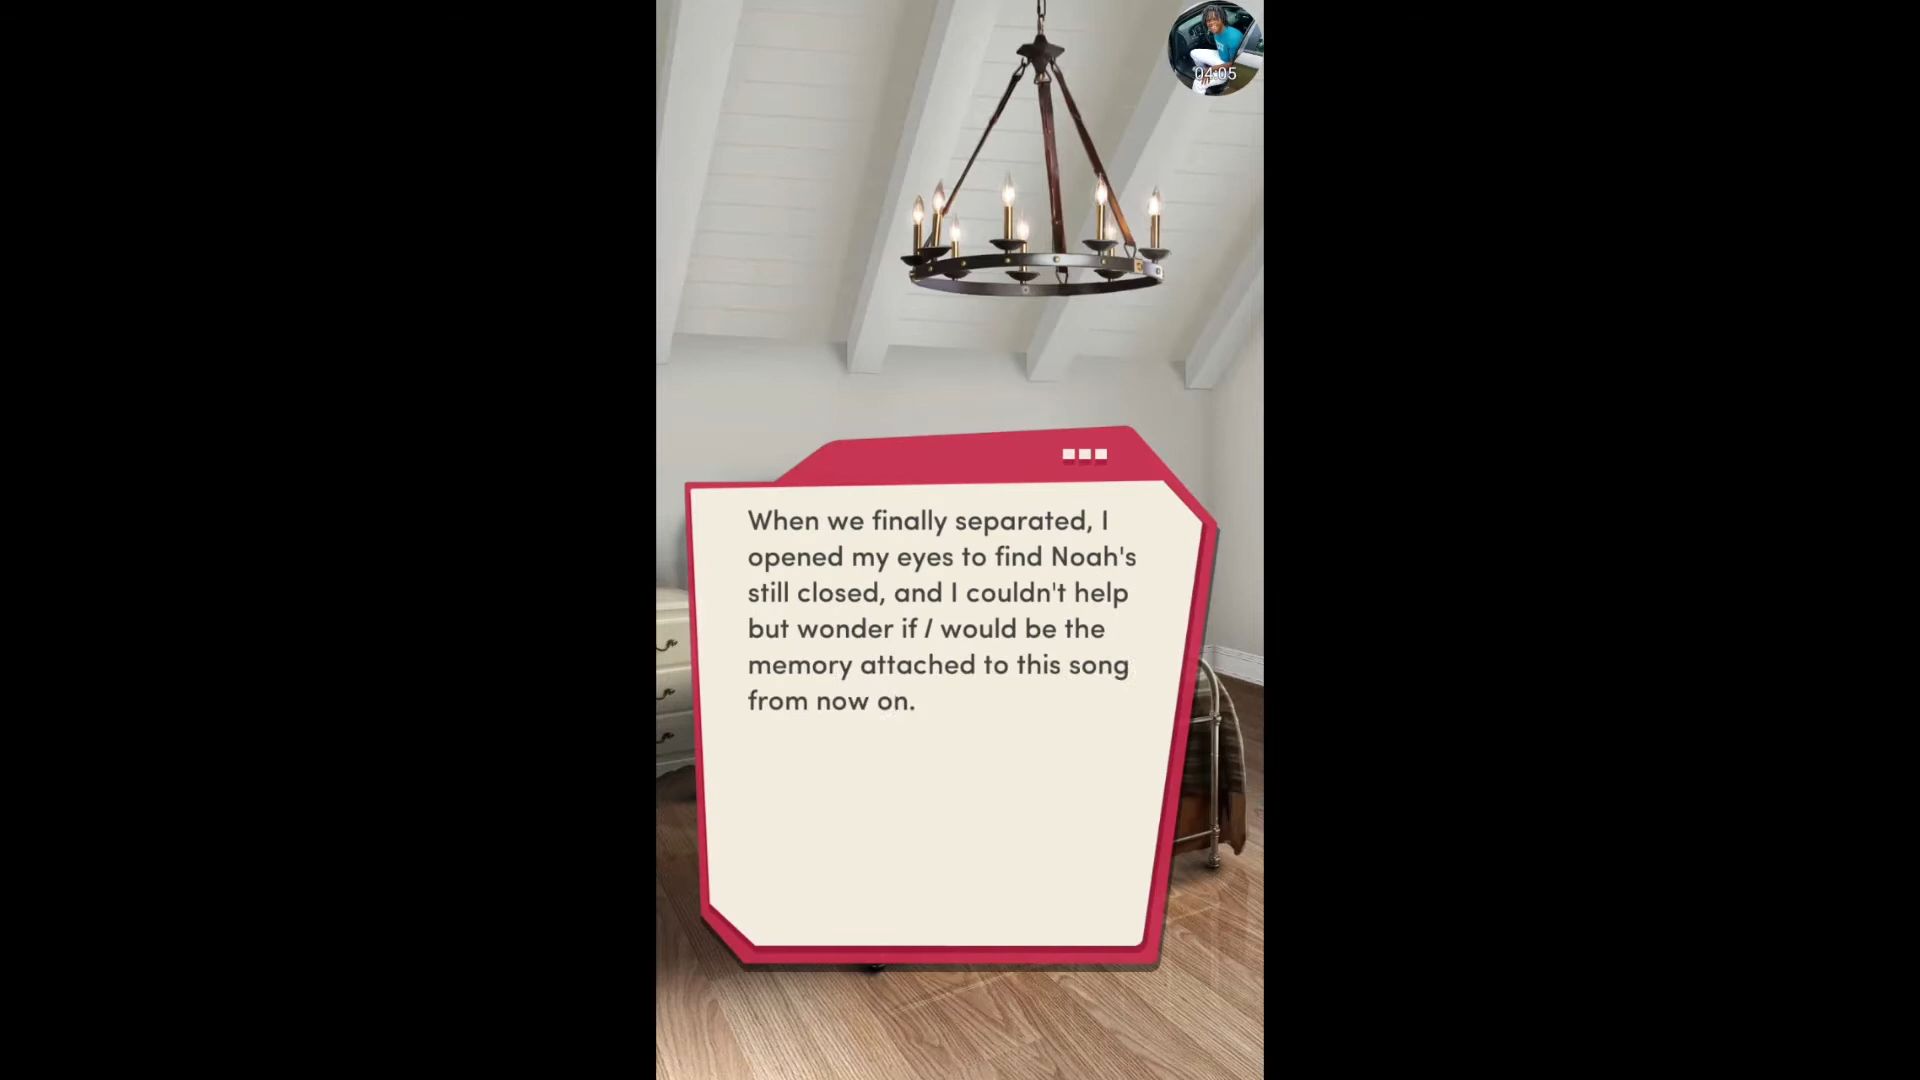 04:05
When we finally separated, I
opened my eyes to find Noah's
still closed, and I couldn't help
but wonder if I would be the
memory attached to this song
from now on.